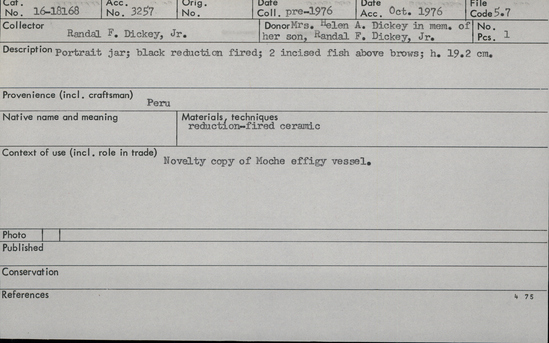 Cat. No. 16-18168 Acc. No. 3257 Orig. No. Date Coll. pre-1976 Date Acc. Oct. 1976 File Code 5.7
Collector Randal F. Dickey, Jr. Donor Mrs. Helen A. Dickey in mem. of her son, Randal F. Dickey, Jr. No. Pcs. 1
Description Portrait jar; black reduction fired; 2 incised fish above brows; h. 19.2 cm.
Provenience (incl. craftsman) Peru
Native name and meaning Materials, techniques
reduction-fired ceramic
Context of use (incl. role in trade) Novelty copy of Moche effigy vessel.
Photo
Published
Conservation
References 4 75